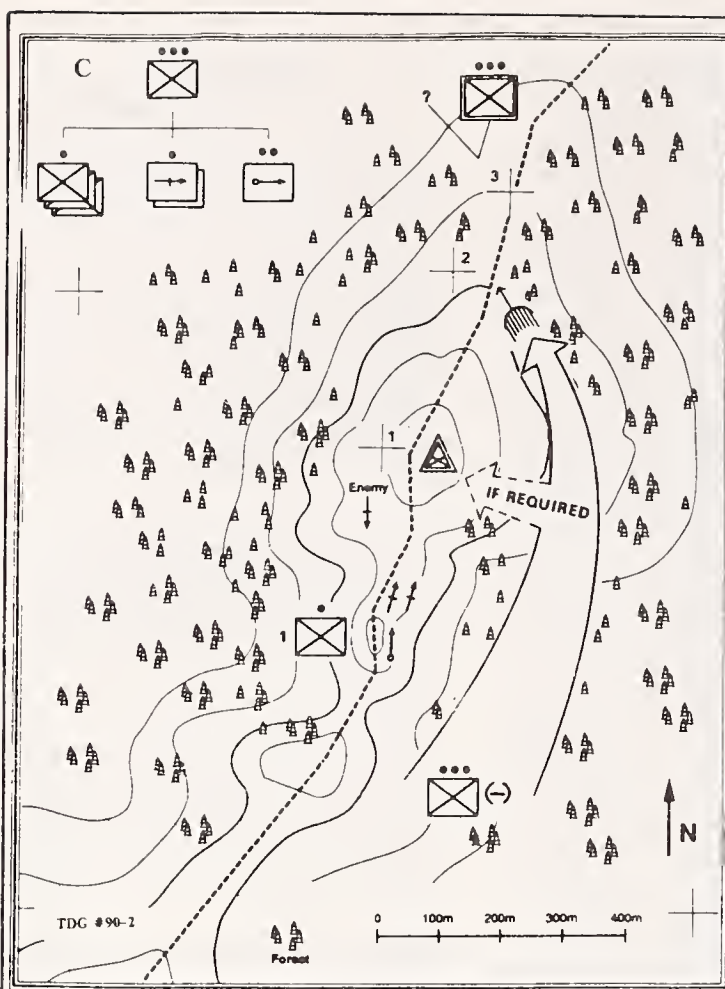 C
?
3
2
1
Enemy
IF REQUIRED
1
(-)
N
TDG #90-2
0 100m 200m 300m 400m
Forest